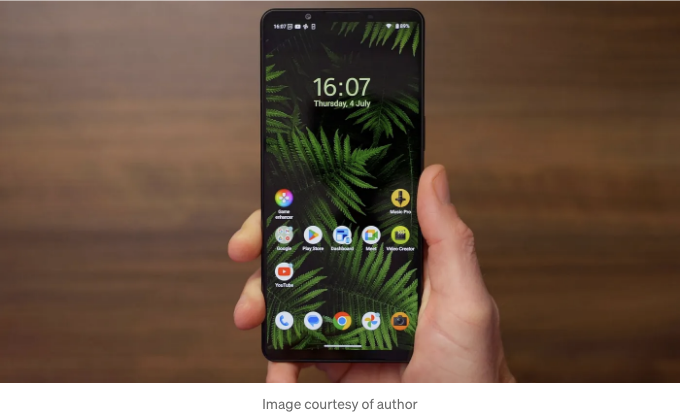 16:07
89%
16:07
Thursday, 4 July
Game
enhancer
Music Pro
Google
Play Store
Dashboard
Meet
Video Creator
YouTube
Image courtesy of author